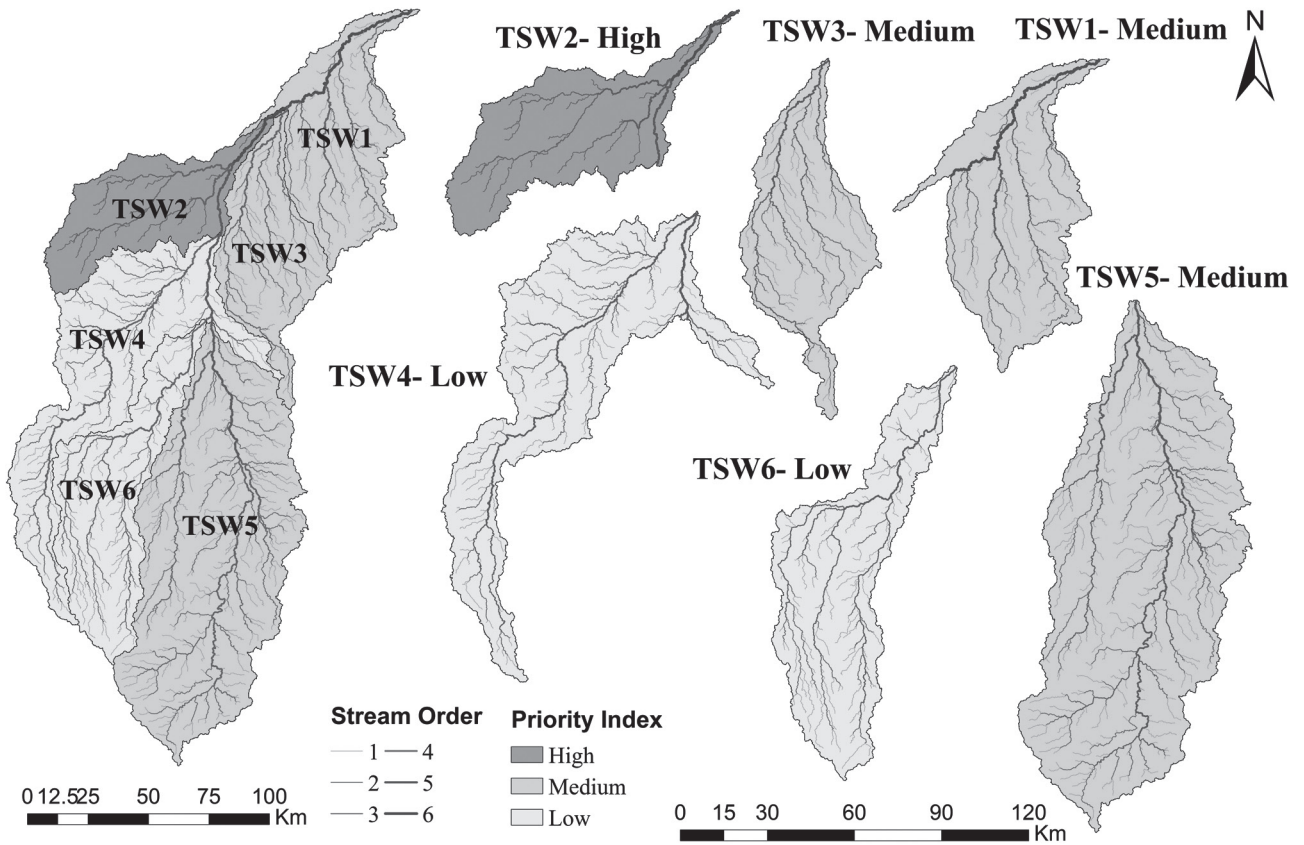 TSW2- High
TSW3- Medium
TSW1- Medium
N
TSW1
TSW2
TSW3
TSW5- Medium
TSW4
TSW4- Low
TSW6- Low
TSW6
TSW5
Stream Order
1 4
2 5
3 6
Priority Index
High
Medium
Low
0 12.525 50 75 100
Km
0 15 30 60 90 120
Km